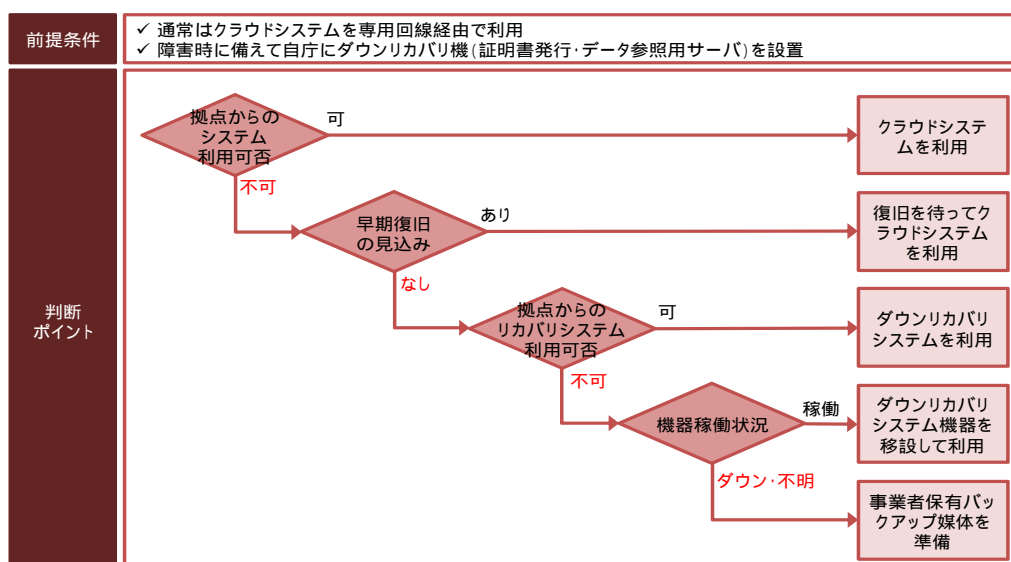 前提条件
✓ 通常はクラウドシステムを専用回線経由で利用
✓ 障害時に備えて自庁にダウンリカバリ機(証明書発行・データ参照用サーバ)を設置
判断
ポイント
拠点からの
システム
利用可否
可
クラウドシステ
ムを利用
不可
早期復旧
の見込み
あり
復旧を待ってク
ラウドシステム
を利用
なし
拠点からの
リカバリシステム
利用可否
可
ダウンリカバリ
システムを利用
不可
機器稼働状況
稼働
ダウンリカバリ
システム機器を
移設して利用
ダウン・不明
事業者保有バッ
クアップ媒体を
準備